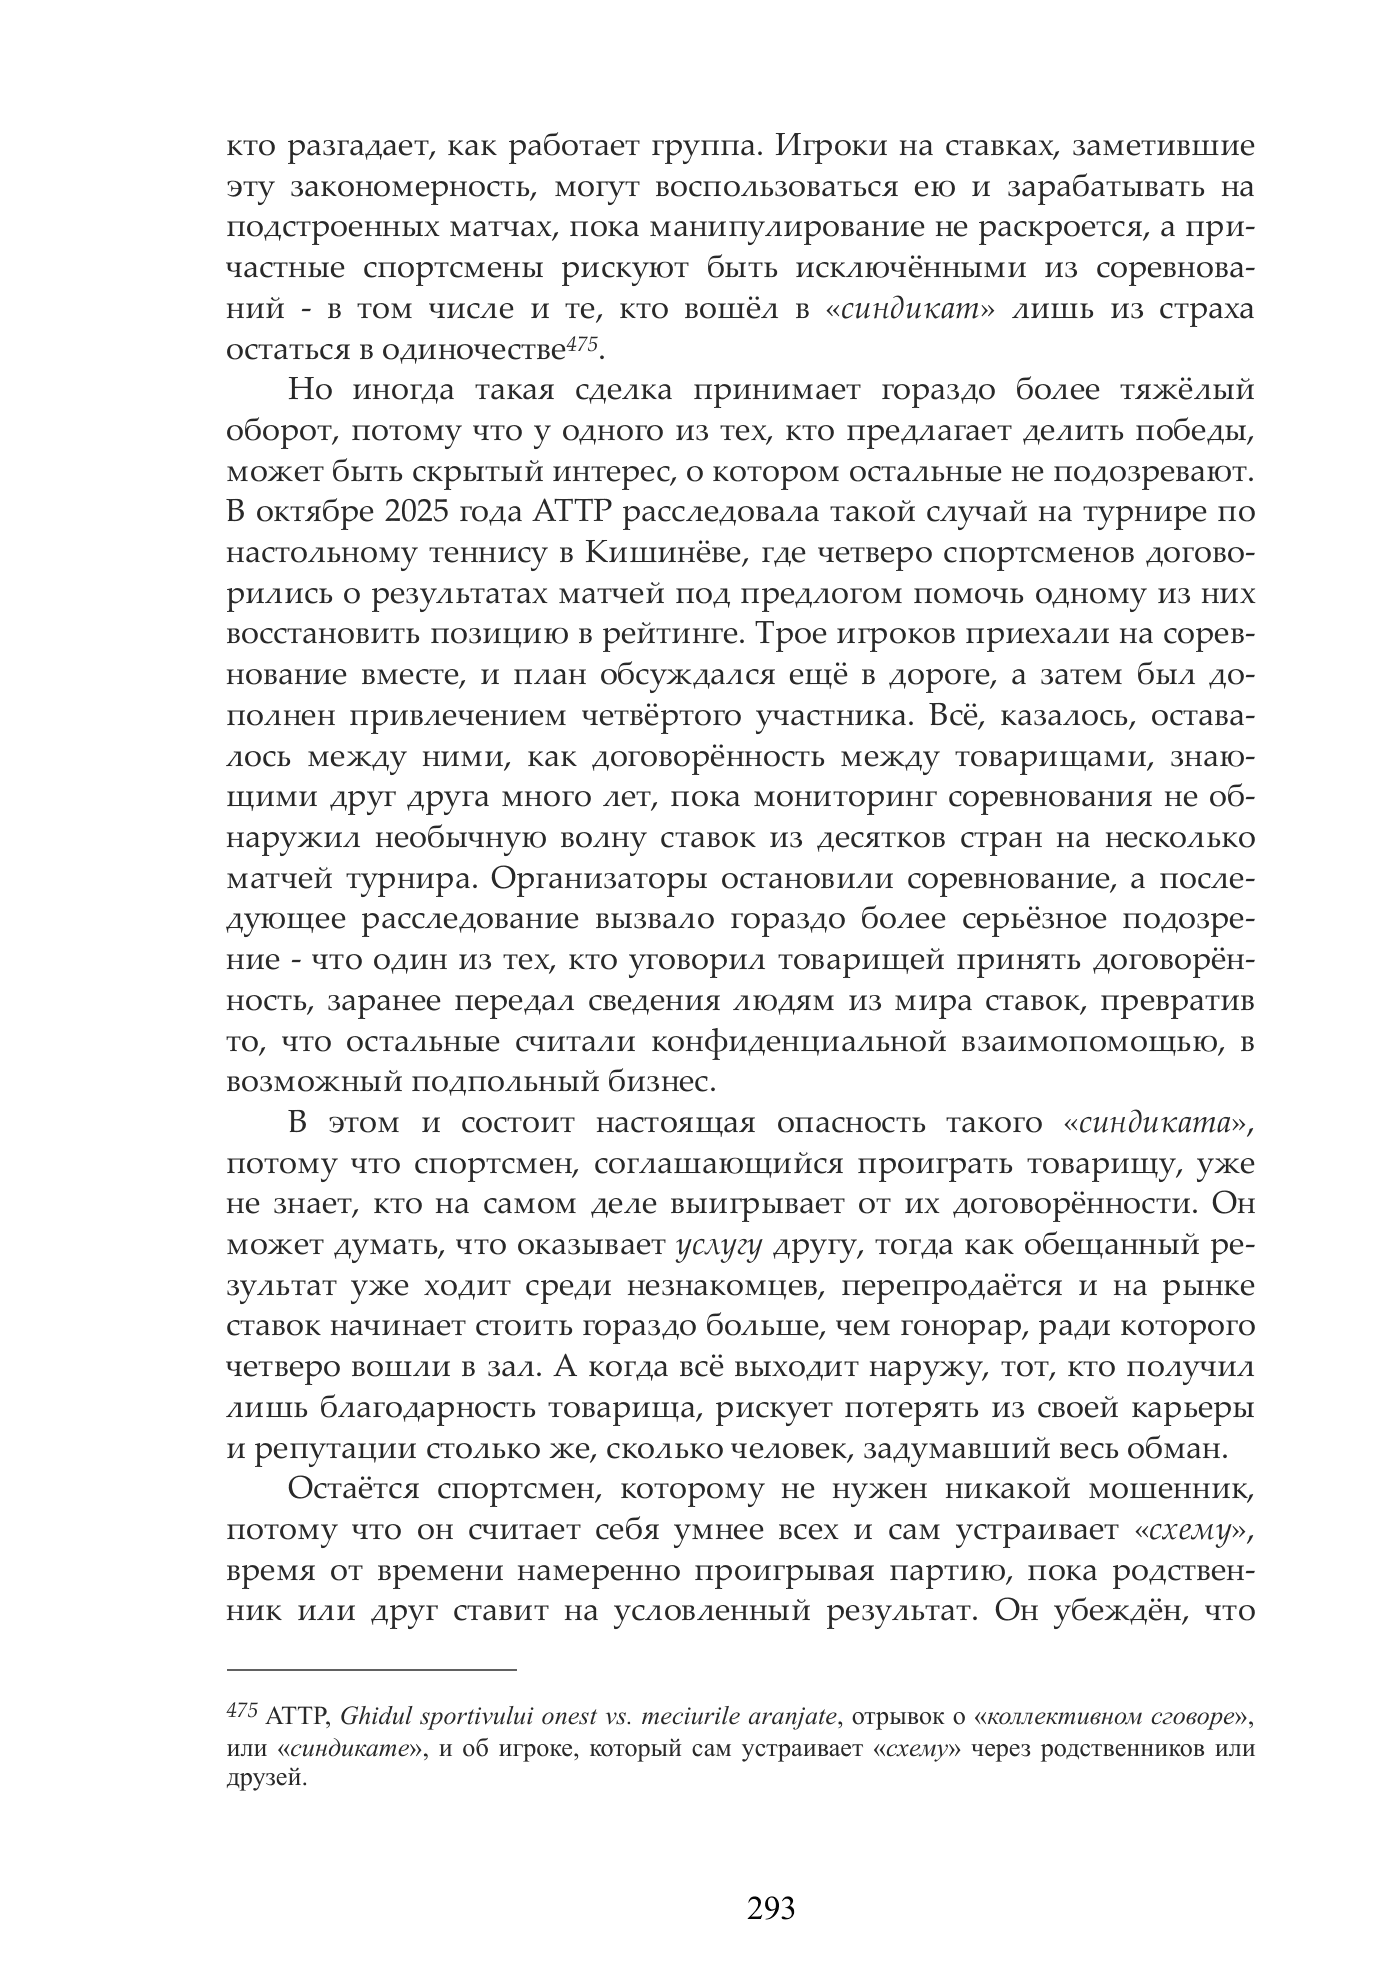 кто разгадает, как работает группа. Игроки на ставках, заметившие
эту закономерность, могут воспользоваться ею и зарабатывать на
подстроенных матчах, пока манипулирование не раскроется, а при-
частные спортсмены рискуют быть исключёнными из соревнова-
ний - в том числе и те, кто вошёл в «синдикат» лишь из страха
остаться в одиночестве475.
Но иногда такая сделка принимает гораздо более тяжёлый
оборот, потому что у одного из тех, кто предлагает делить победы,
может быть скрытый интерес, о котором остальные не подозревают.
В октябре 2025 года АТТР расследовала такой случай на турнире по
настольному теннису в Кишинёве, где четверо спортсменов догово-
рились о результатах матчей под предлогом помочь одному из них
восстановить позицию в рейтинге. Трое игроков приехали на сорев-
нование вместе, и план обсуждался ещё в дороге, а затем был до-
полнен привлечением четвёртого участника. Всё, казалось, остава-
лось между ними, как договорённость между товарищами, знаю-
щими друг друга много лет, пока мониторинг соревнования не об-
наружил необычную волну ставок из десятков стран на несколько
матчей турнира. Организаторы остановили соревнование, а после-
дующее расследование вызвало гораздо более серьёзное подозре-
ние - что один из тех, кто уговорил товарищей принять договорён-
ность, заранее передал сведения людям из мира ставок, превратив
то, что остальные считали конфиденциальной взаимопомощью, в
возможный подпольный бизнес.
В этом и состоит настоящая опасность такого «синдиката»,
потому что спортсмен, соглашающийся проиграть товарищу, уже
не знает, кто на самом деле выигрывает от их договорённости. Он
может думать, что оказывает услугу другу, тогда как обещанный ре-
зультат уже ходит среди незнакомцев, перепродаётся и на рынке
ставок начинает стоить гораздо больше, чем гонорар, ради которого
четверо вошли в зал. А когда всё выходит наружу, тот, кто получил
лишь благодарность товарища, рискует потерять из своей карьеры
и репутации столько же, сколько человек, задумавший весь обман.
Остаётся спортсмен, которому не нужен никакой мошенник,
потому что он считает себя умнее всех и сам устраивает «схему»,
время от времени намеренно проигрывая партию, пока родствен-
ник или друг ставит на условленный результат. Он убеждён, что
475 АТТР, Ghidul sportivului onest vs. meciurile aranjate, отрывок о «коллективном сговоре»,
или «синдикате», и об игроке, который сам устраивает «схему» через родственников или
друзей.
293